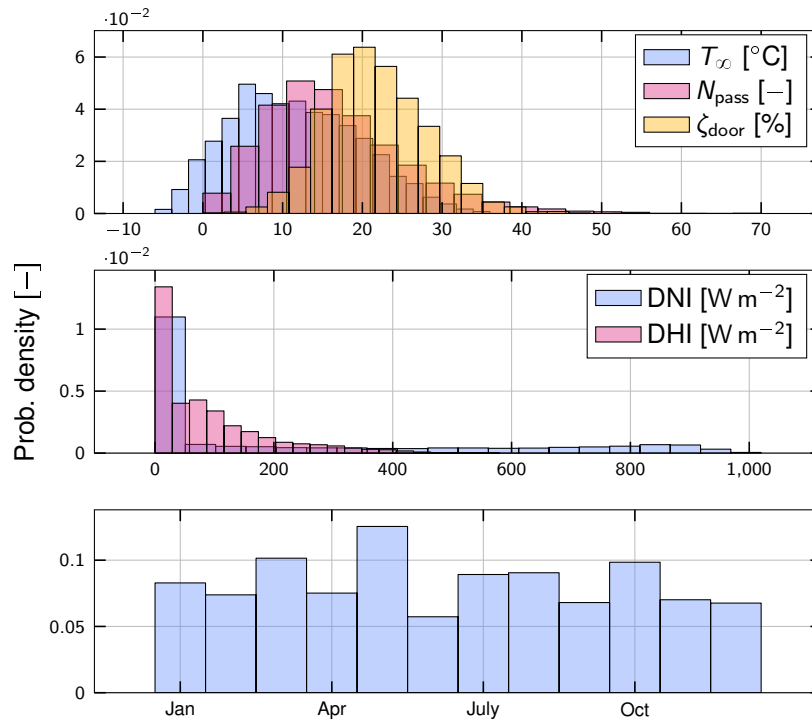 ·10⁻²
6
4
2
0
T∞ [°C]
Npass [−]
ζdoor [%]
−10 0 10 20 30 40 50 60 70
·10⁻²
1
0.5
0
DNI [W m⁻²]
DHI [W m⁻²]
0 200 400 600 800 1,000
Prob. density [−]
0.1
0.05
0
Jan Apr July Oct